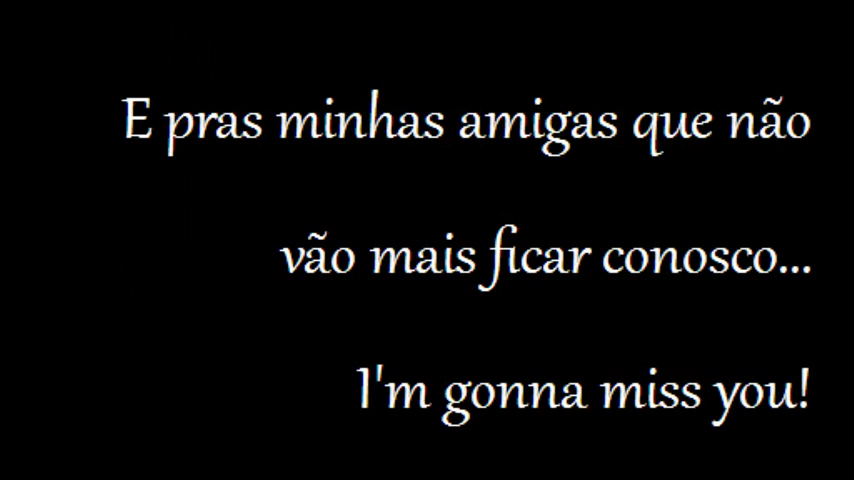 E pras minhas amigas que não
vão mais ficar conosco...
I'm gonna miss you!